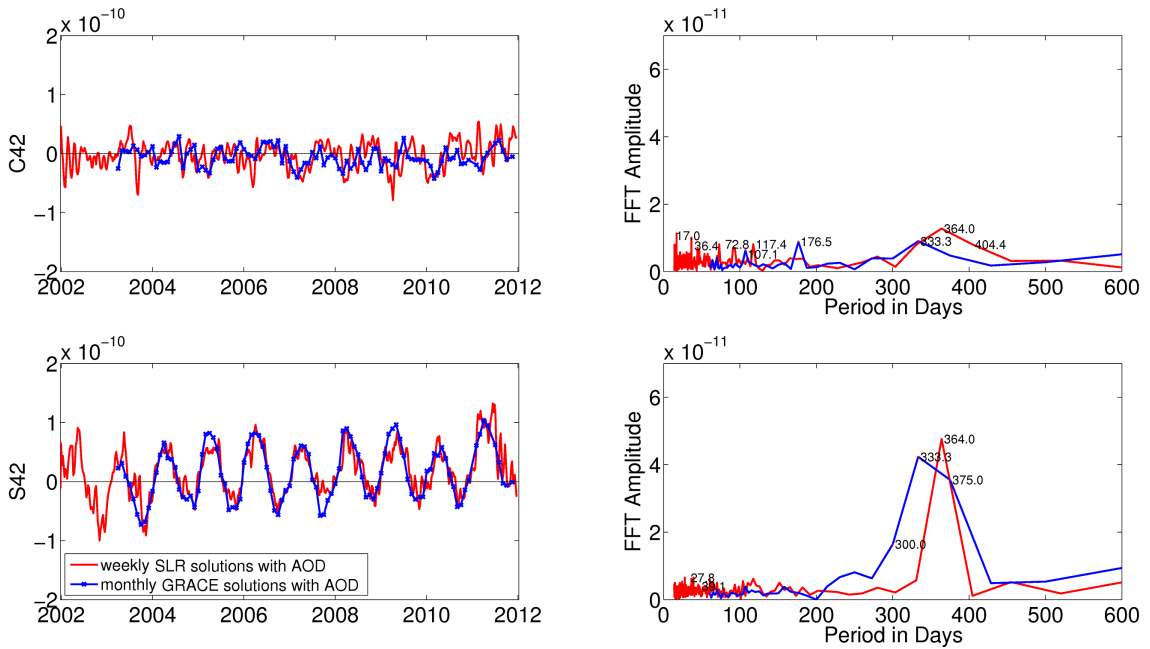 x 10⁻¹⁰
2
1
0
−1
−2
C42
2002 2004 2006 2008 2010 2012
x 10⁻¹¹
6
4
2
0
FFT Amplitude
17.0
36.4
72.8
117.4
176.5
333.3
364.0
404.4
0 100 200 300 400 500 600
Period in Days
x 10⁻¹⁰
2
1
0
−1
−2
S42
weekly SLR solutions with AOD
monthly GRACE solutions with AOD
2002 2004 2006 2008 2010 2012
x 10⁻¹¹
6
4
2
0
FFT Amplitude
27.8
300.0
333.3
364.0
375.0
0 100 200 300 400 500 600
Period in Days